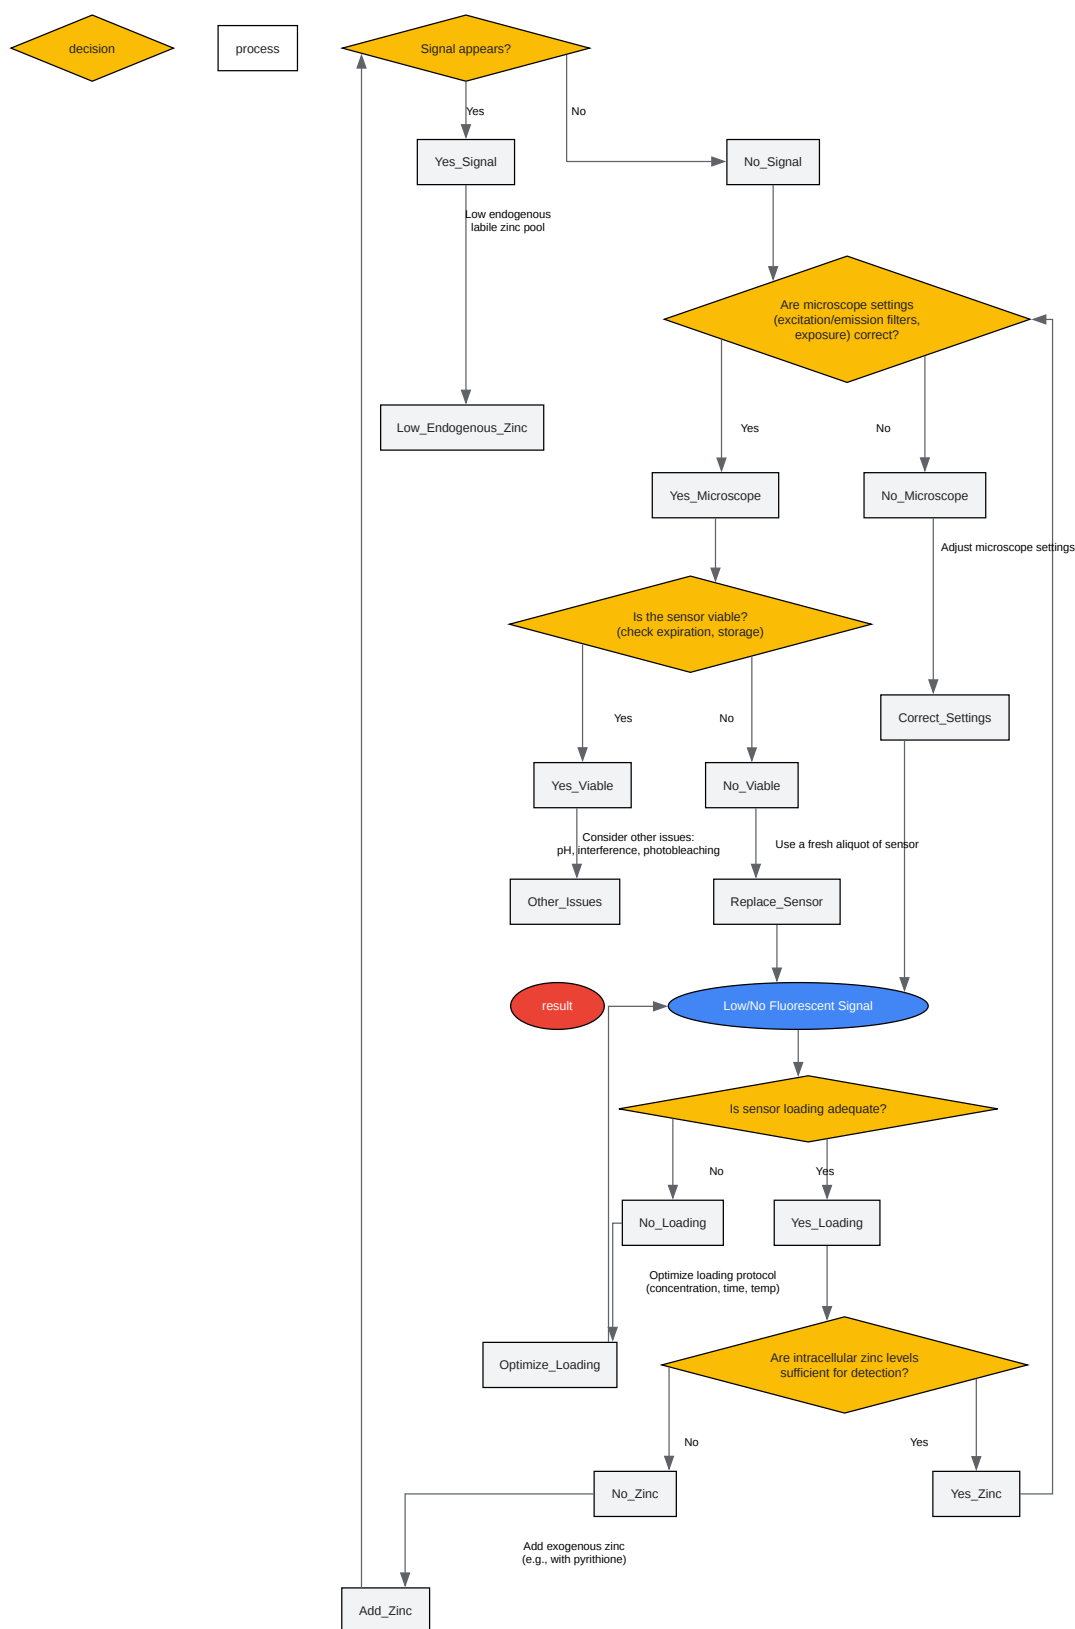 decision
process
Signal appears?
Yes
No
Yes_Signal
No_Signal
Low endogenous
labile zinc pool
Are microscope settings
(excitation/emission filters,
exposure) correct?
Low_Endogenous_Zinc
Yes
No
Yes_Microscope
No_Microscope
Adjust microscope settings
Is the sensor viable?
(check expiration, storage)
Yes
No
Correct_Settings
Yes_Viable
No_Viable
Consider other issues:
pH, interference, photobleaching
Use a fresh aliquot of sensor
Other_Issues
Replace_Sensor
result
Low/No Fluorescent Signal
Is sensor loading adequate?
No
Yes
No_Loading
Yes_Loading
Optimize loading protocol
(concentration, time, temp)
Optimize_Loading
Are intracellular zinc levels
sufficient for detection?
No
Yes
No_Zinc
Yes_Zinc
Add exogenous zinc
(e.g., with pyrithione)
Add_Zinc